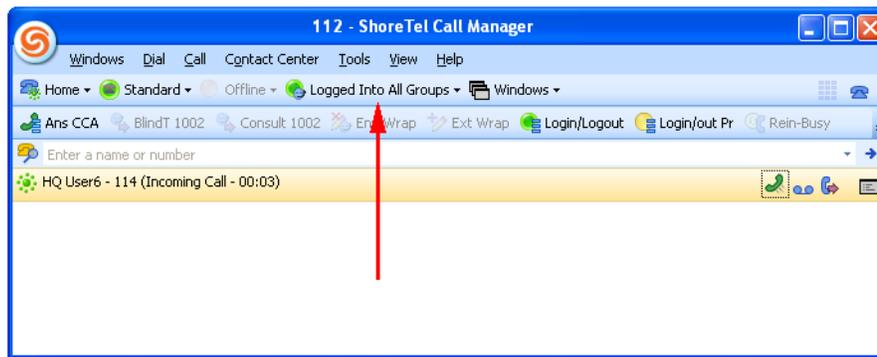 112 - ShoreTel Call Manager
Windows Dial Call Contact Center Tools View Help
Home Standard Offline Logged Into All Groups Windows
Ans CCA BlindT 1002 Consult 1002 End Wrap Ext Wrap Login/Logout Login/out Pr Rein-Busy
Enter a name or number
HQ User6 - 114 (Incoming Call - 00:03)